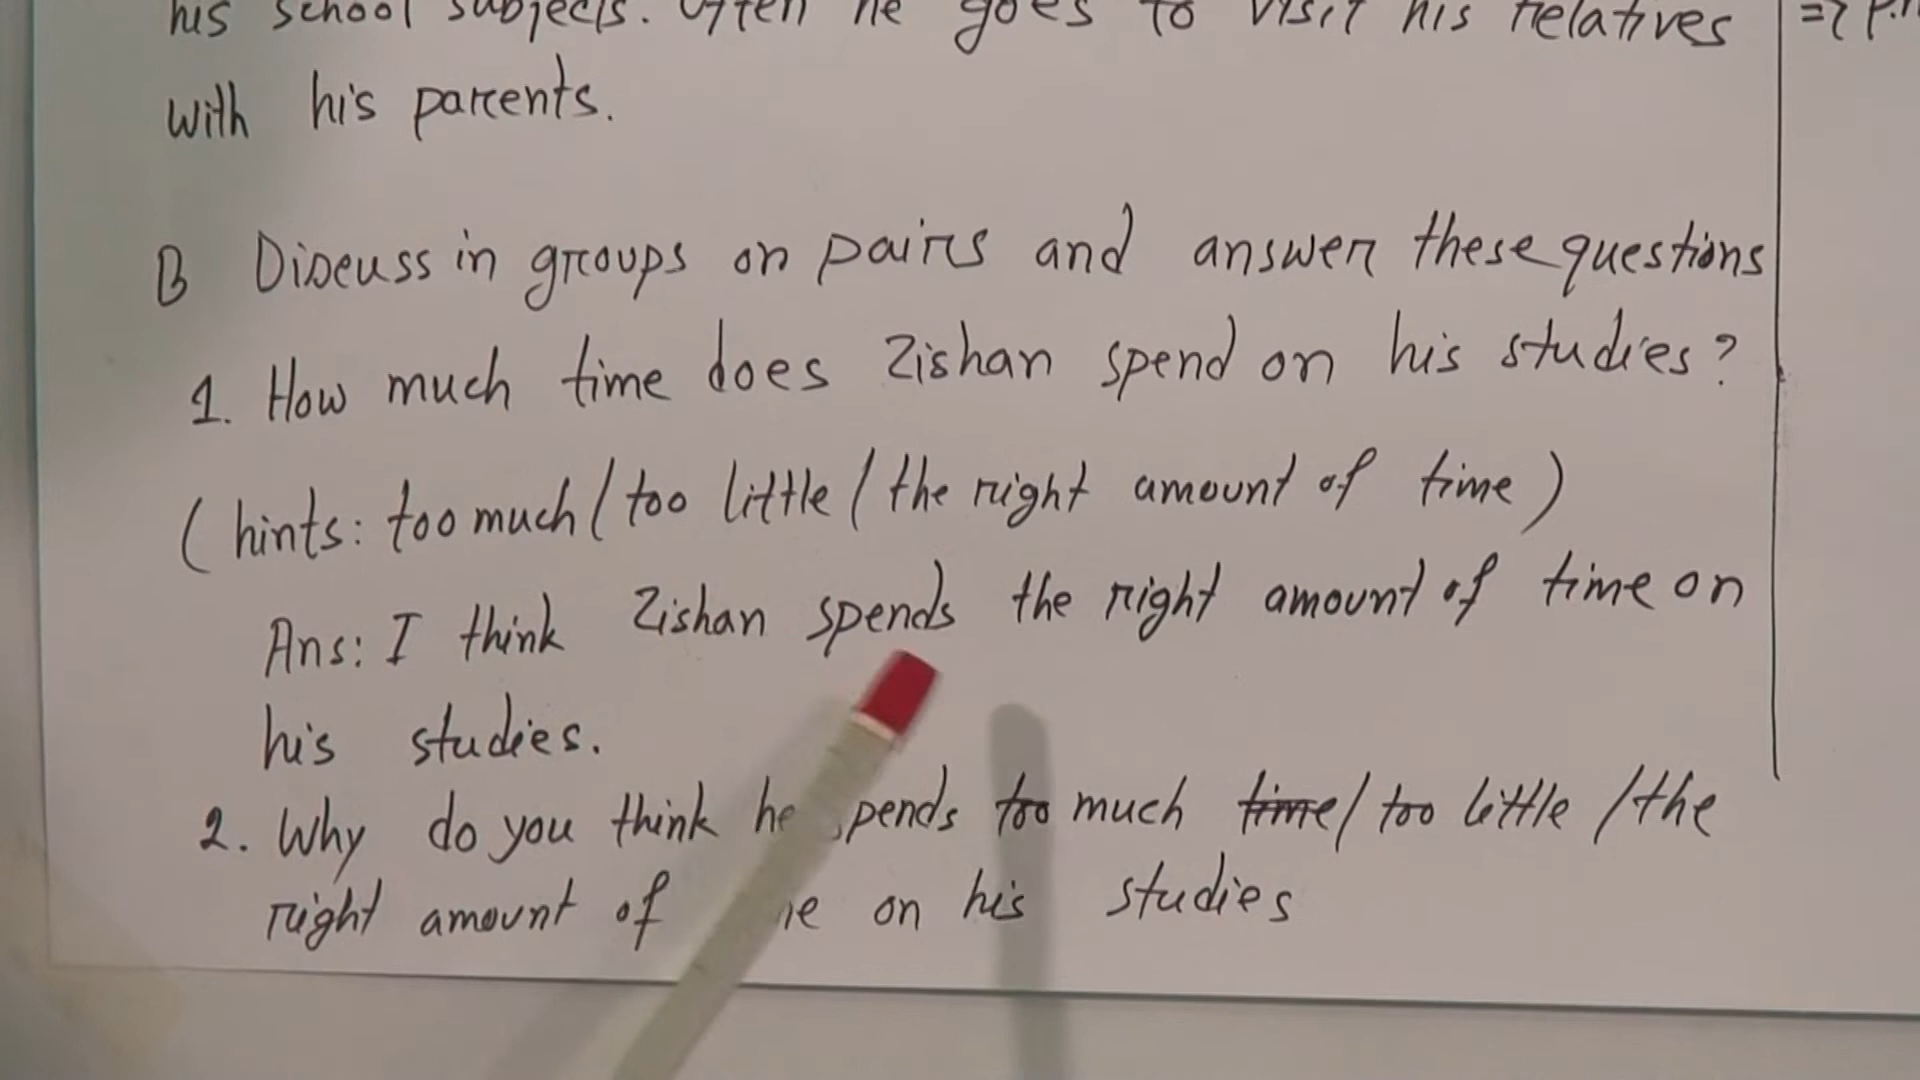 his school subjects. Often he goes to visit his relatives
with his parents.
B Discuss in groups or pairs and answer these questions
1. How much time does Zishan spend on his studies?
(hints: too much/too little/the right amount of time)
Ans: I think Zishan spends the right amount of time on
his studies.
2. Why do you think he spends too much time/too little/the
right amount of on his studies